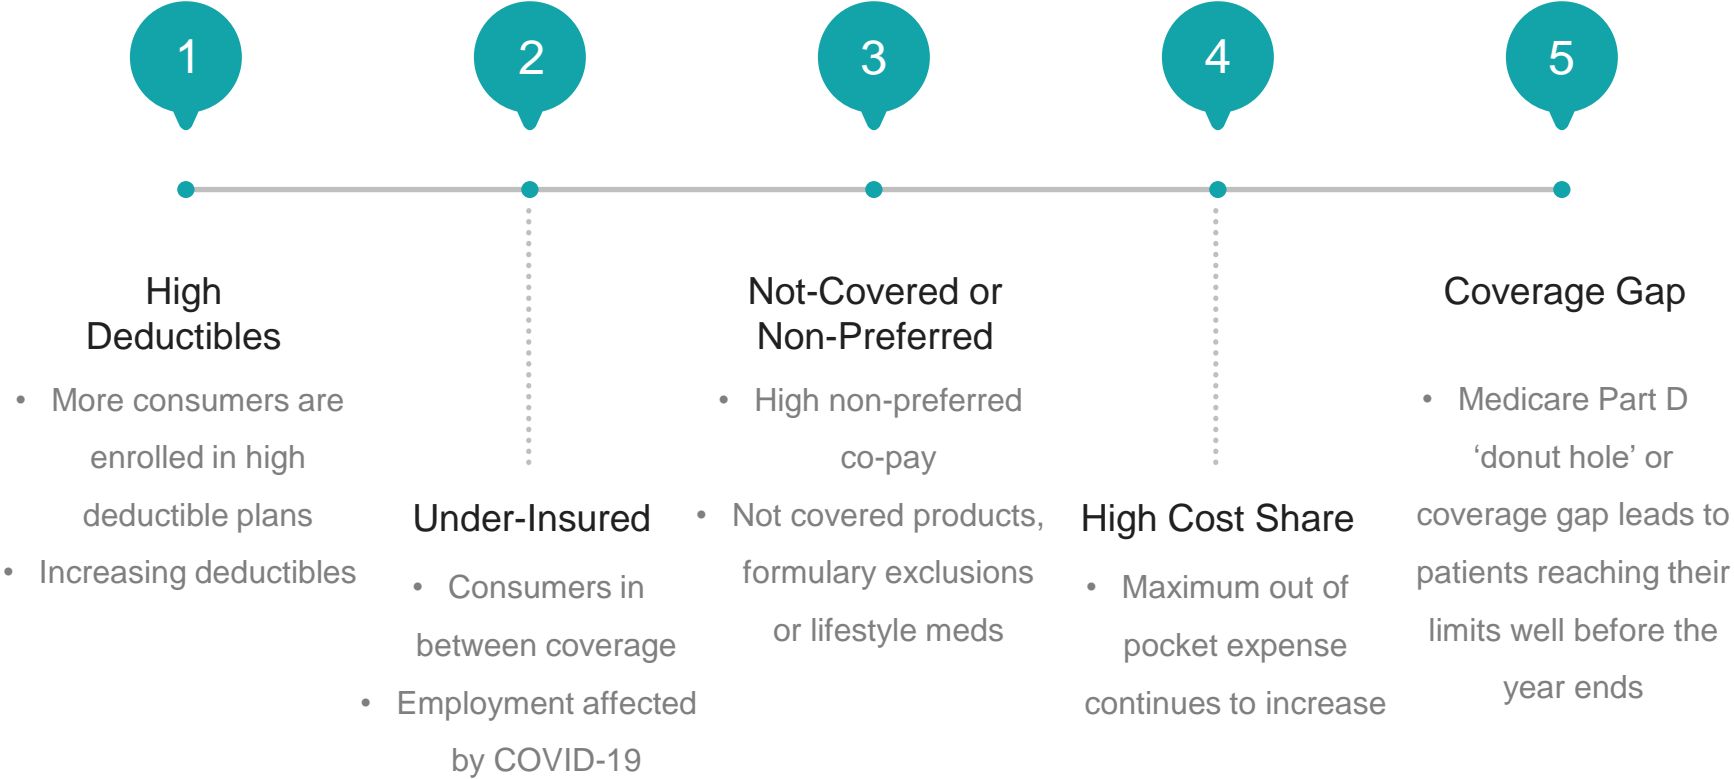 1
2
3
4
5
High
Deductibles
• More consumers are
enrolled in high
deductible plans
• Increasing deductibles
Under-Insured
• Consumers in
between coverage
• Employment affected
by COVID-19
Not-Covered or
Non-Preferred
• High non-preferred
co-pay
• Not covered products,
formulary exclusions
or lifestyle meds
High Cost Share
• Maximum out of
pocket expense
continues to increase
Coverage Gap
• Medicare Part D
‘donut hole’ or
coverage gap leads to
patients reaching their
limits well before the
year ends